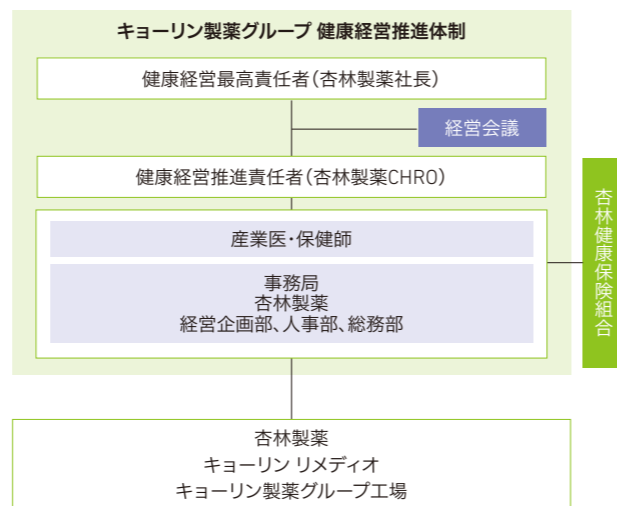 キョーリン製薬グループ 健康経営推進体制
健康経営最高責任者(杏林製薬社長)
経営会議
健康経営推進責任者(杏林製薬CHRO)
産業医・保健師
事務局
杏林製薬
経営企画部、人事部、総務部
杏林健康保険組合
杏林製薬
キョーリン リメディオ
キョーリン製薬グループ工場